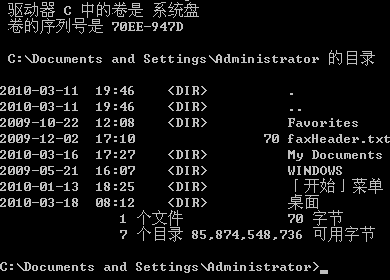 驱动器 C 中的卷是 系统盘
卷的序列号是 70EE-947D
C:\Documents and Settings\Administrator 的目录
2010-03-11 19:46 <DIR> .
2010-03-11 19:46 <DIR> ..
2009-10-22 12:08 <DIR> Favorites
2009-12-02 17:10 70 faxHeader.txt
2010-03-16 17:27 <DIR> My Documents
2009-05-21 16:07 <DIR> WINDOWS
2010-01-13 18:25 <DIR> 「开始」菜单
2010-03-18 08:12 <DIR> 桌面
1 个文件 70 字节
7 个目录 85,874,548,736 可用字节
C:\Documents and Settings\Administrator>_